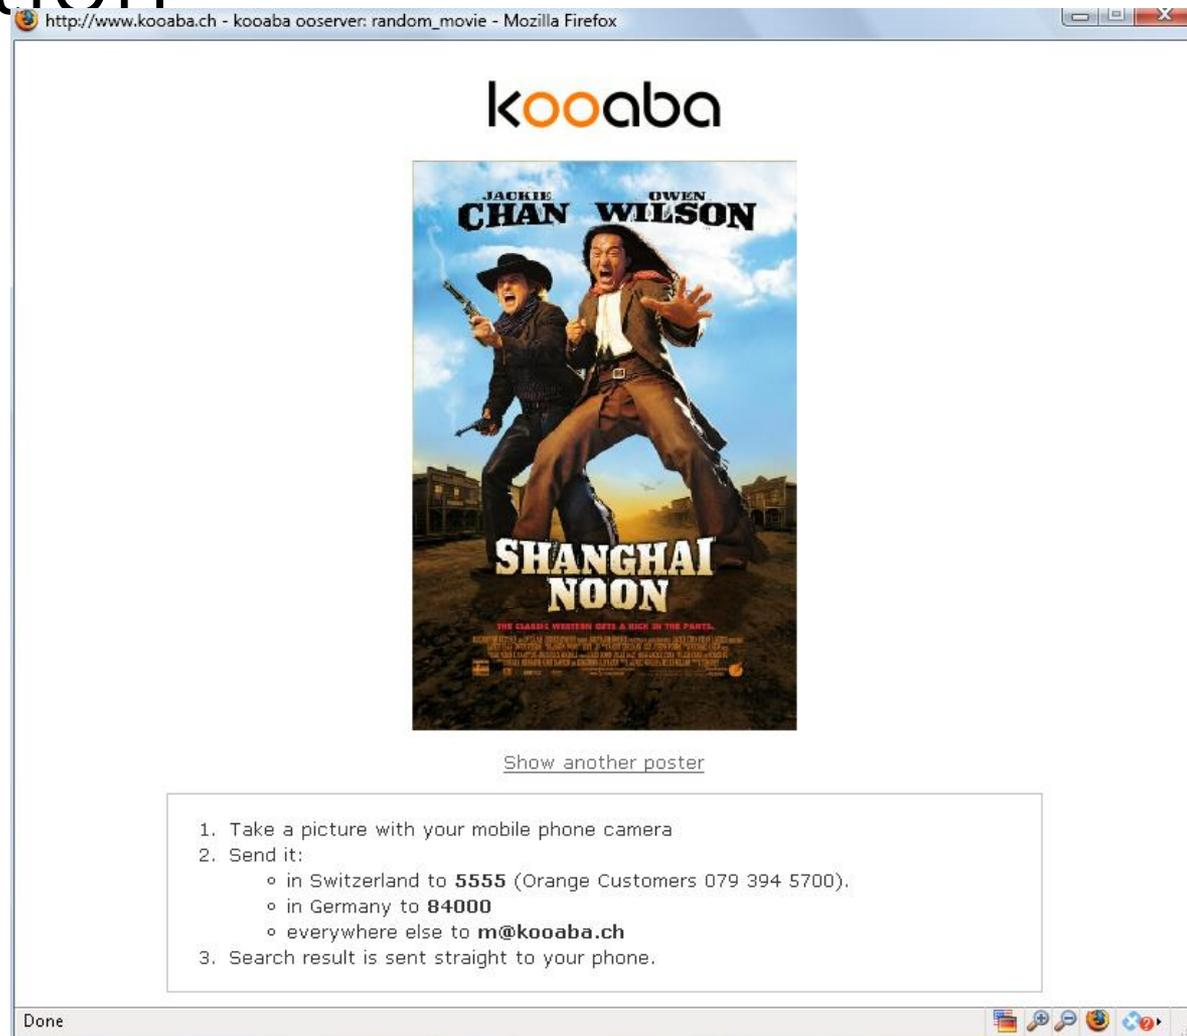 http://www.kooaba.ch - kooaba ooserver: random_movie - Mozilla Firefox
kooaba
JACKIE OWEN
CHAN WILSON
SHANGHAI
NOON
THE CLASSIC WESTERN GETS A KICK IN THE PANTS.
Show another poster
1. Take a picture with your mobile phone camera
2. Send it:
∘ in Switzerland to 5555 (Orange Customers 079 394 5700).
∘ in Germany to 84000
∘ everywhere else to m@kooaba.ch
3. Search result is sent straight to your phone.
Done